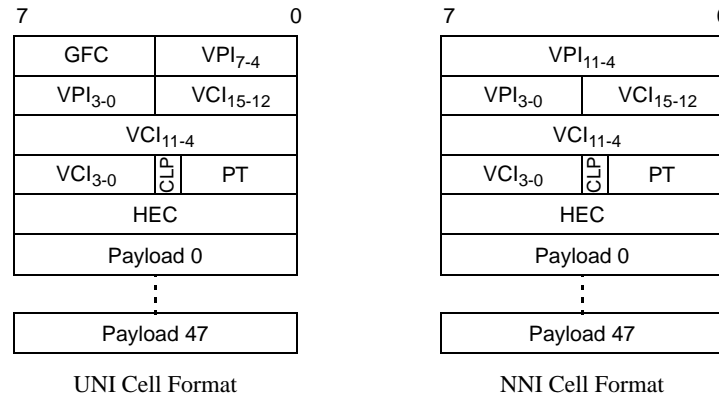 7 0
GFC VPI7-4
VPI3-0 VCI15-12
VCI11-4
VCI3-0 CLP PT
HEC
Payload 0
Payload 47
UNI Cell Format
7
VPI11-4
VPI3-0 VCI15-12
VCI11-4
VCI3-0 CLP PT
HEC
Payload 0
Payload 47
NNI Cell Format